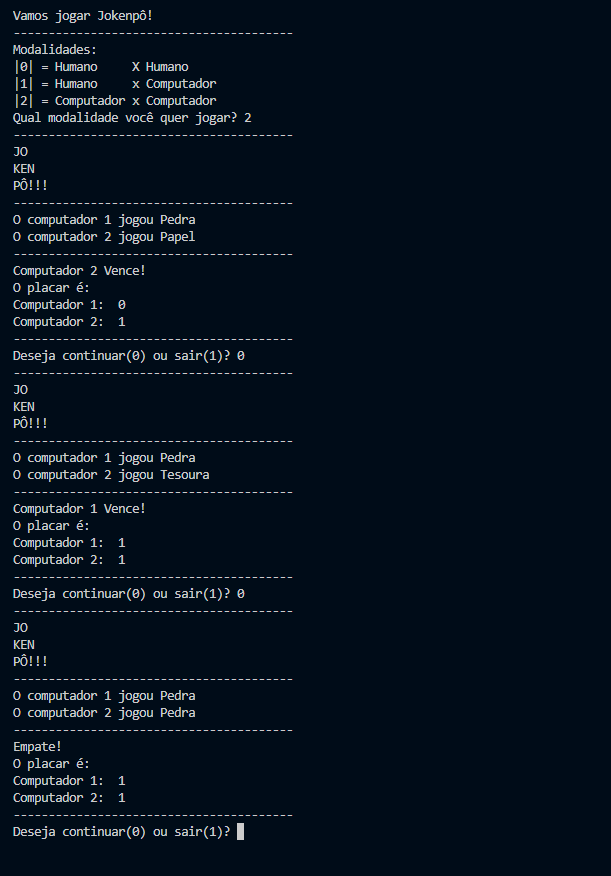 Vamos jogar Jokenpô!
----------------------------------------
Modalidades:
|0| = Humano     X Humano
|1| = Humano     x Computador
|2| = Computador x Computador
Qual modalidade você quer jogar? 2
----------------------------------------
JO
KEN
PÔ!!!
----------------------------------------
O computador 1 jogou Pedra
O computador 2 jogou Papel
----------------------------------------
Computador 2 Vence!
O placar é:
Computador 1:  0
Computador 2:  1
----------------------------------------
Deseja continuar(0) ou sair(1)? 0
----------------------------------------
JO
KEN
PÔ!!!
----------------------------------------
O computador 1 jogou Pedra
O computador 2 jogou Tesoura
----------------------------------------
Computador 1 Vence!
O placar é:
Computador 1:  1
Computador 2:  1
----------------------------------------
Deseja continuar(0) ou sair(1)? 0
----------------------------------------
JO
KEN
PÔ!!!
----------------------------------------
O computador 1 jogou Pedra
O computador 2 jogou Pedra
----------------------------------------
Empate!
O placar é:
Computador 1:  1
Computador 2:  1
----------------------------------------
Deseja continuar(0) ou sair(1)?